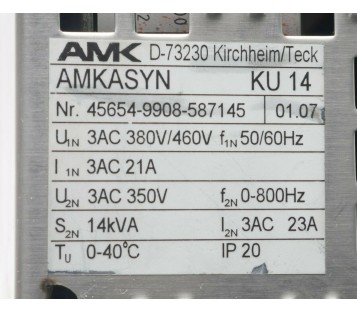 AMK D-73230 Kirchheim/Teck
AMKASYN KU 14
Nr. 45654-9908-587145 01.07
U1N 3AC 380V/460V f1N 50/60Hz
I 1N 3AC 21A
U2N 3AC 350V f2N 0-800Hz
S2N 14kVA I2N 3AC 23A
TU 0-40°C IP 20